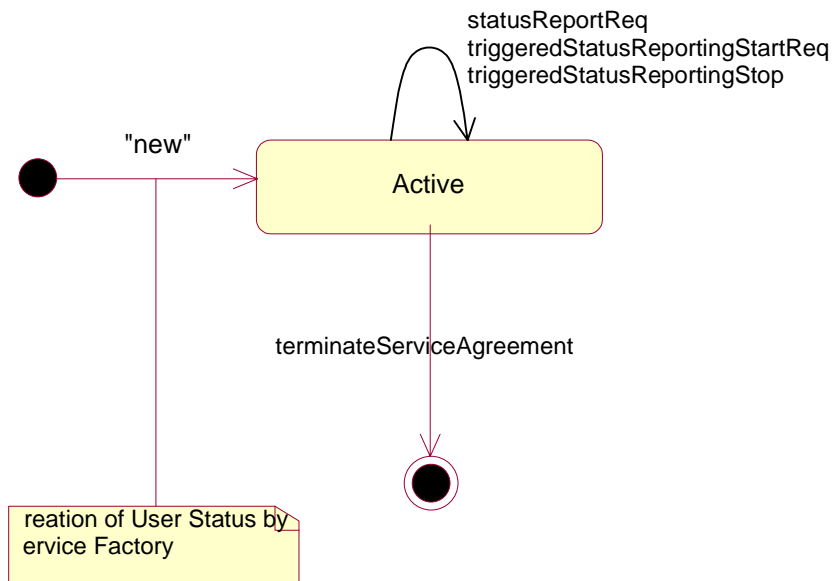 statusReportReq
triggeredStatusReportingStartReq
triggeredStatusReportingStop
"new"
Active
terminateServiceAgreement
reation of User Status by
ervice Factory